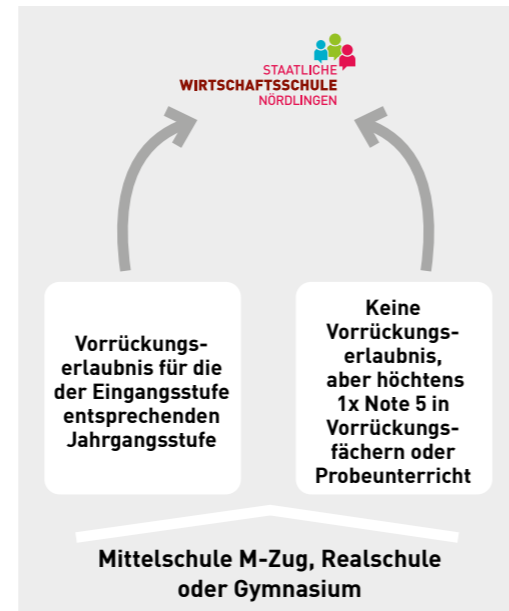 STAATLICHE
WIRTSCHAFTSSCHULE
NÖRDLINGEN
Vorrückungs-
erlaubnis für die
der Eingangsstufe
entsprechenden
Jahrgangsstufe
Keine
Vorrückungs-
erlaubnis,
aber höchtens
1x Note 5 in
Vorrückungs-
fächern oder
Probeunterricht
Mittelschule M-Zug, Realschule
oder Gymnasium